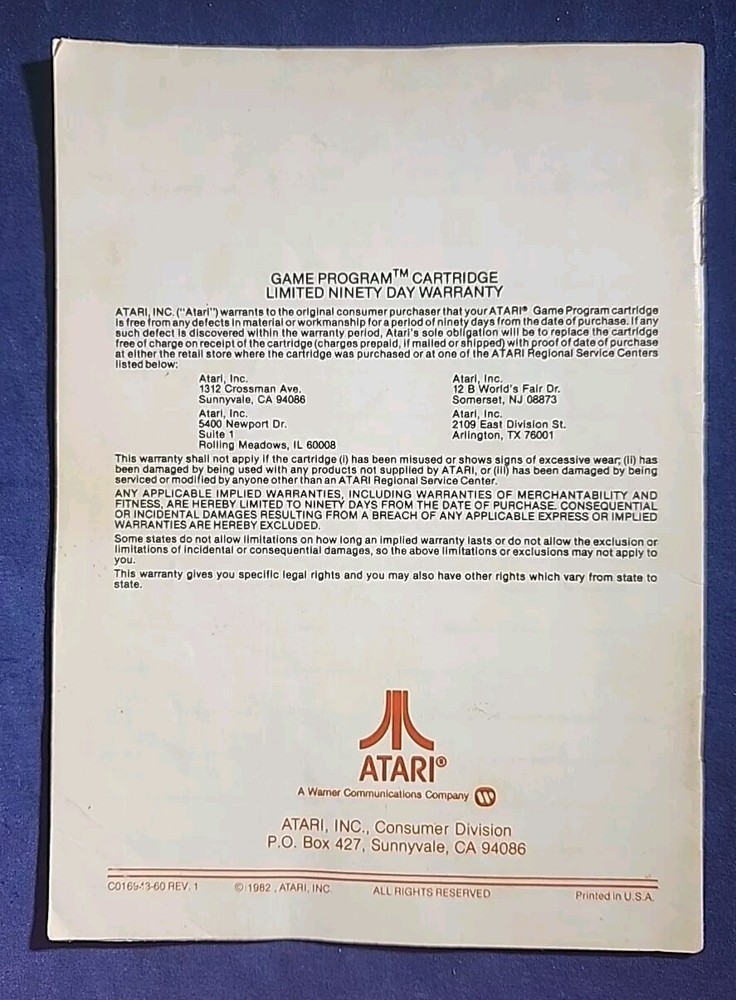 GAME PROGRAM™ CARTRIDGE
LIMITED NINETY DAY WARRANTY
ATARI, INC. ("Atari") warrants to the original consumer purchaser that your ATARI® Game Program cartridge
is free from any defects in material or workmanship for a period of ninety days from the date of purchase. If any
such defect is discovered within the warranty period, Atari's sole obligation will be to replace the cartridge
free of charge on receipt of the cartridge (charges prepaid, if mailed or shipped) with proof of date of purchase
at either the retail store where the cartridge was purchased or at one of the ATARI Regional Service Centers
listed below:
Atari, Inc.
1312 Crossman Ave.
Sunnyvale, CA 94086
Atari, Inc.
12 B World's Fair Dr.
Somerset, NJ 08873
Atari, Inc.
5400 Newport Dr.
Suite 1
Rolling Meadows, IL 60008
Atari, Inc.
2109 East Division St.
Arlington, TX 76001
This warranty shall not apply if the cartridge (i) has been misused or shows signs of excessive wear; (ii) has
been damaged by being used with any products not supplied by ATARI, or (iii) has been damaged by being
serviced or modified by anyone other than an ATARI Regional Service Center.
ANY APPLICABLE IMPLIED WARRANTIES, INCLUDING WARRANTIES OF MERCHANTABILITY AND
FITNESS, ARE HEREBY LIMITED TO NINETY DAYS FROM THE DATE OF PURCHASE. CONSEQUENTIAL
OR INCIDENTAL DAMAGES RESULTING FROM A BREACH OF ANY APPLICABLE EXPRESS OR IMPLIED
WARRANTIES ARE HEREBY EXCLUDED.
Some states do not allow limitations on how long an implied warranty lasts or do not allow the exclusion or
limitations of incidental or consequential damages, so the above limitations or exclusions may not apply to
you.
This warranty gives you specific legal rights and you may also have other rights which vary from state to
state.
ATARI®
A Warner Communications Company
ATARI, INC., Consumer Division
P.O. Box 427, Sunnyvale, CA 94086
C016943-60 REV. 1 © 1982, ATARI, INC. ALL RIGHTS RESERVED Printed in U.S.A.